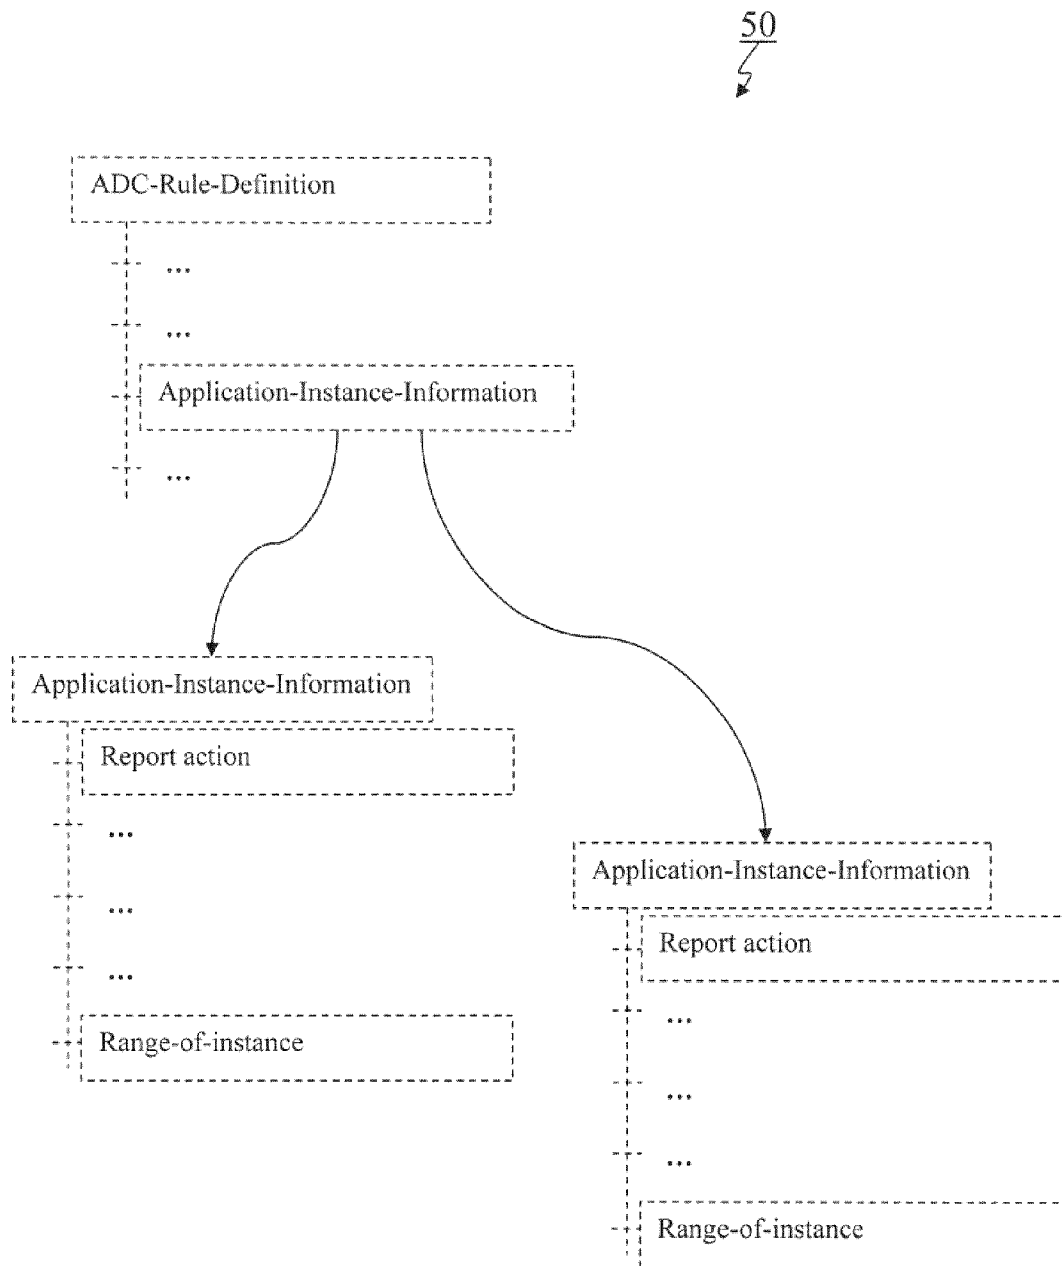 50
ADC-Rule-Definition
...
...
Application-Instance-Information
...
Application-Instance-Information
Report action
...
...
...
Range-of-instance
Application-Instance-Information
Report action
...
...
...
Range-of-instance